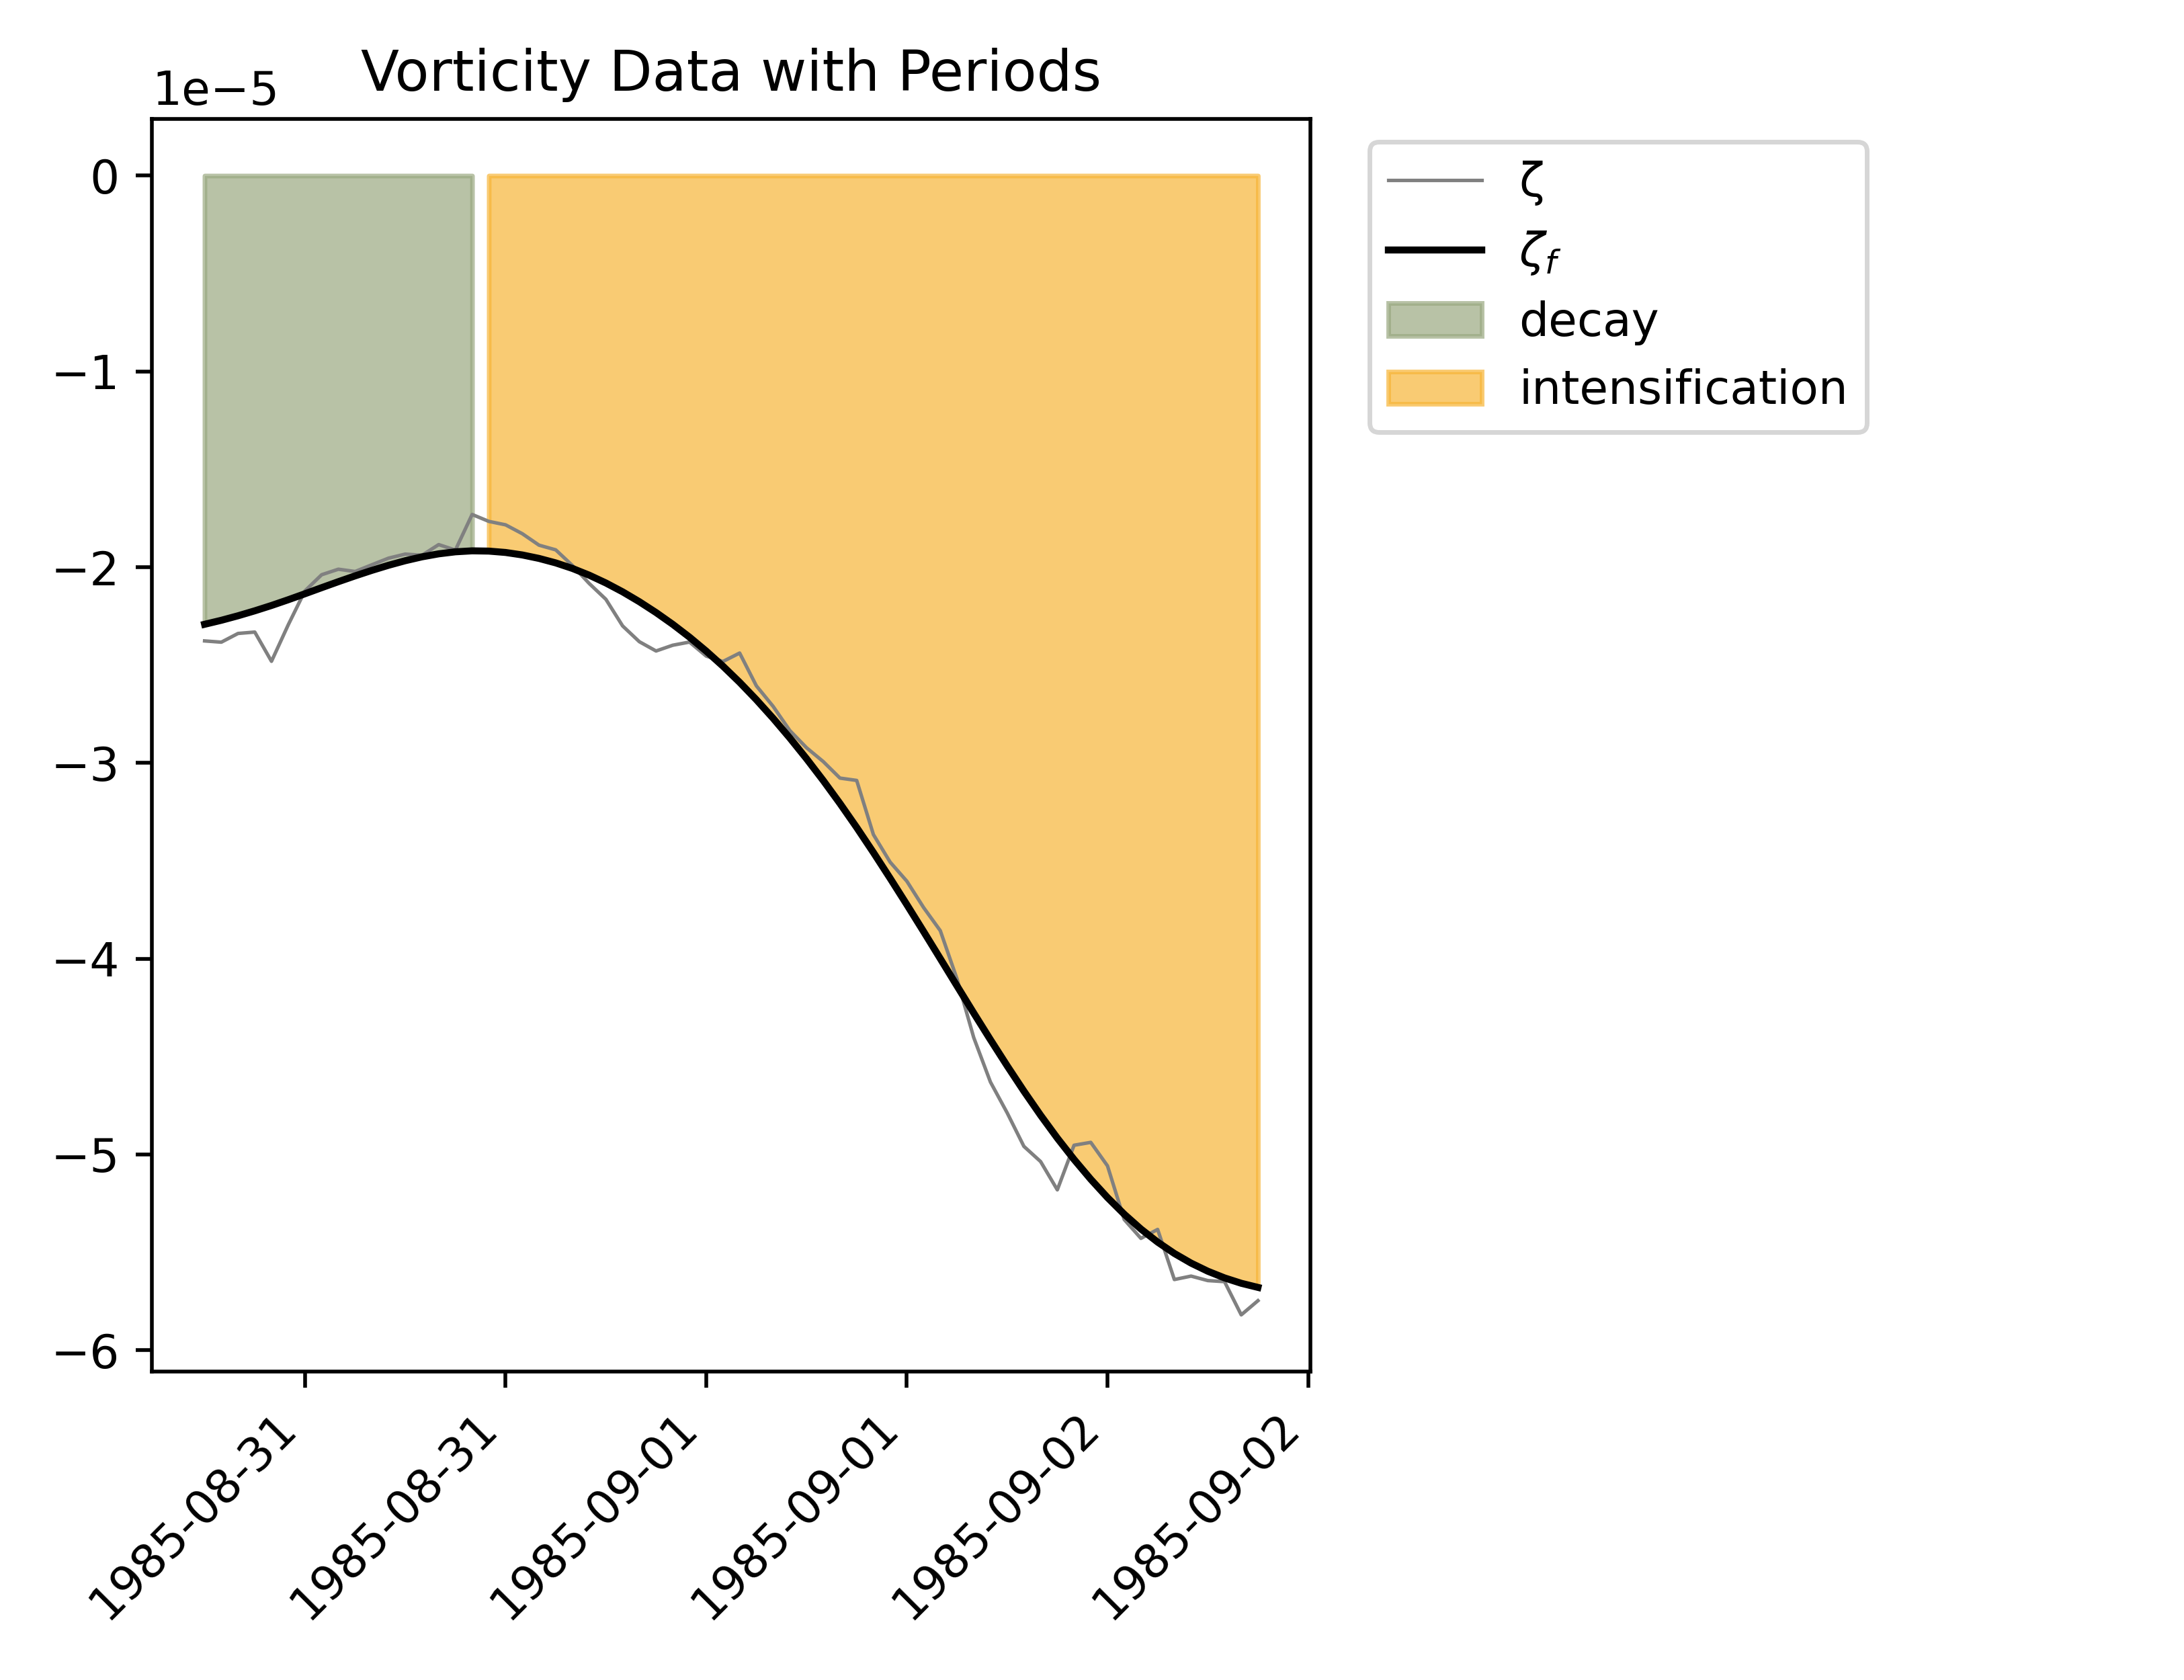 Vorticity Data with Periods
1e−5
0
−1
−2
−3
−4
−5
−6
1985-08-31
1985-08-31
1985-09-01
1985-09-01
1985-09-02
1985-09-02
ζ
ζf
decay
intensification